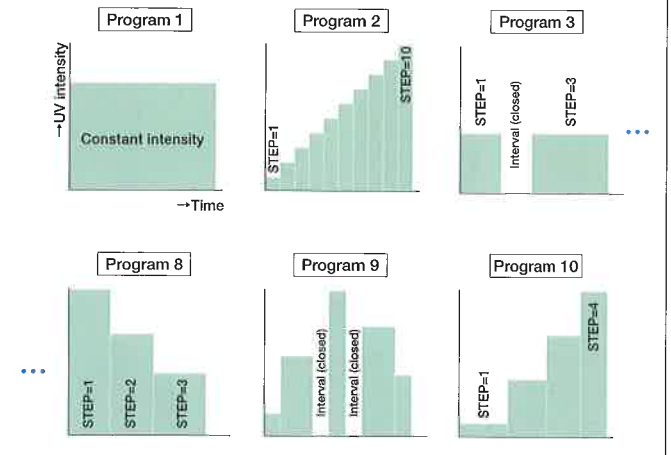 Program 1
→UV intensity
Constant intensity
→Time
Program 2
STEP=1
STEP=10
Program 3
STEP=1
Interval (closed)
STEP=3
Program 8
STEP=1
STEP=2
STEP=3
Program 9
Interval (closed)
Interval (closed)
Program 10
STEP=1
STEP=4